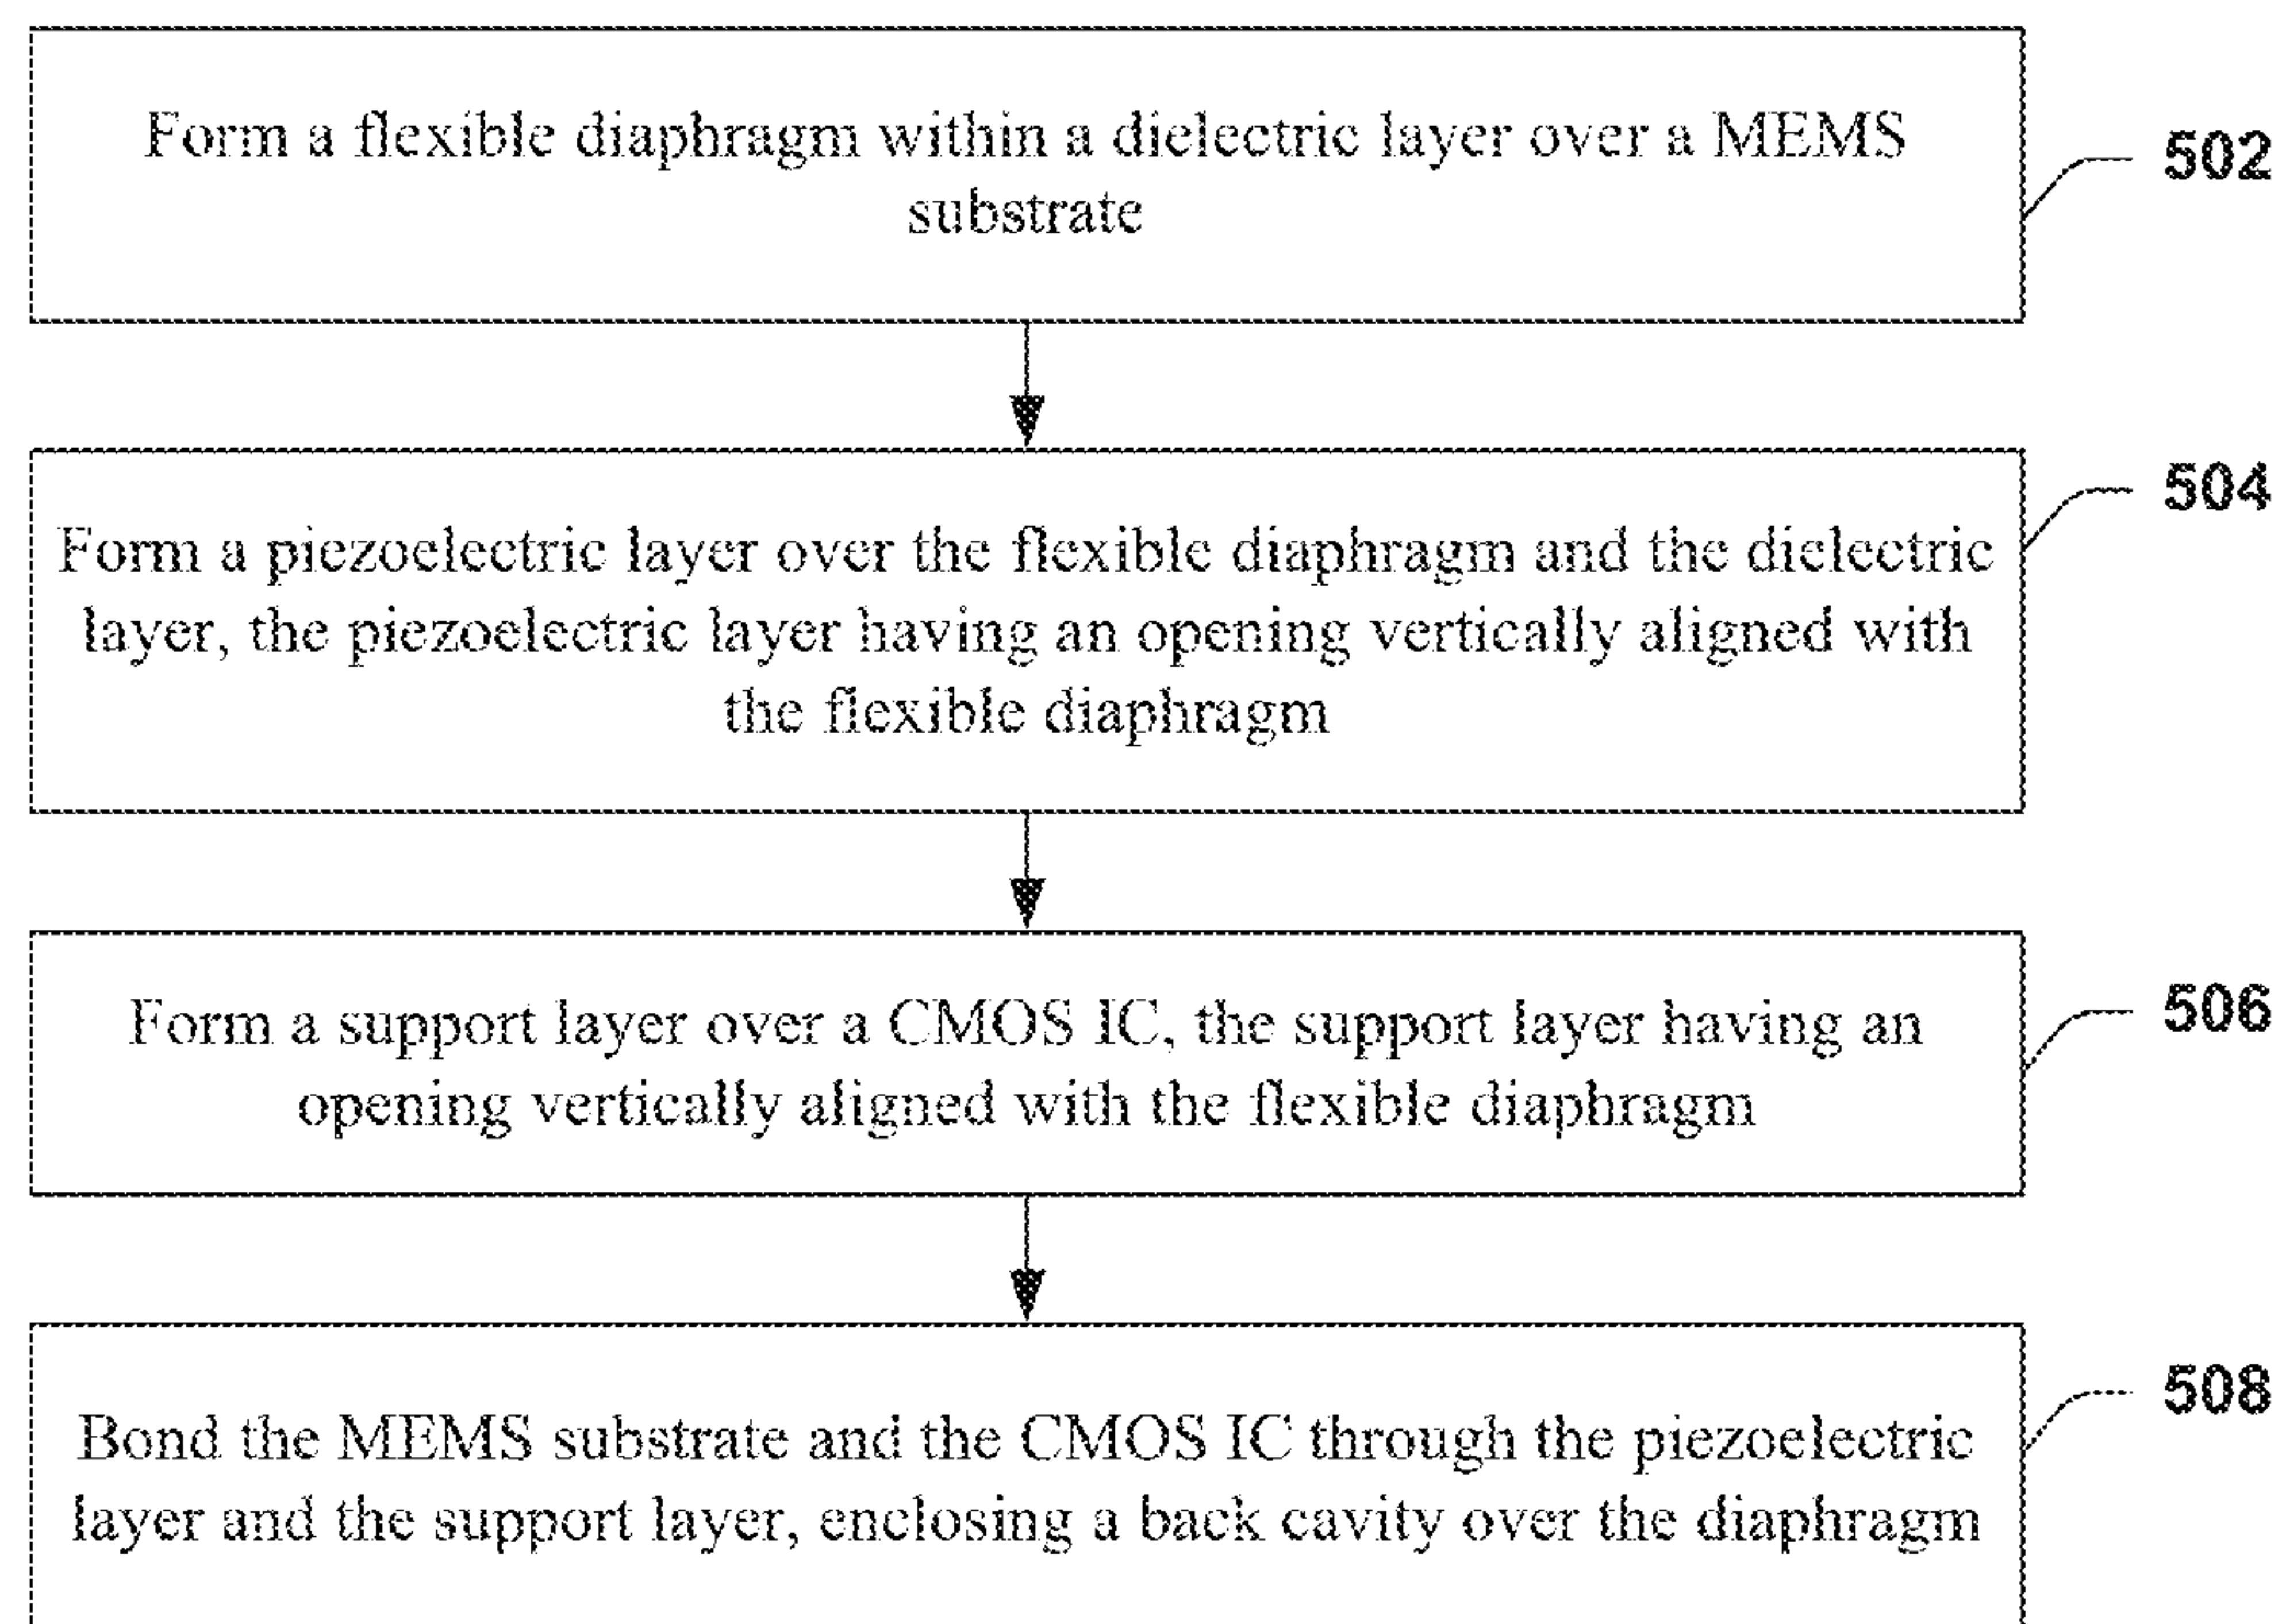 Form a flexible diaphragm within a dielectric layer over a MEMS
substrate
502
Form a piezoelectric layer over the flexible diaphragm and the dielectric
layer, the piezoelectric layer having an opening vertically aligned with
the flexible diaphragm
504
Form a support layer over a CMOS IC, the support layer having an
opening vertically aligned with the flexible diaphragm
506
Bond the MEMS substrate and the CMOS IC through the piezoelectric
layer and the support layer, enclosing a back cavity over the diaphragm
508